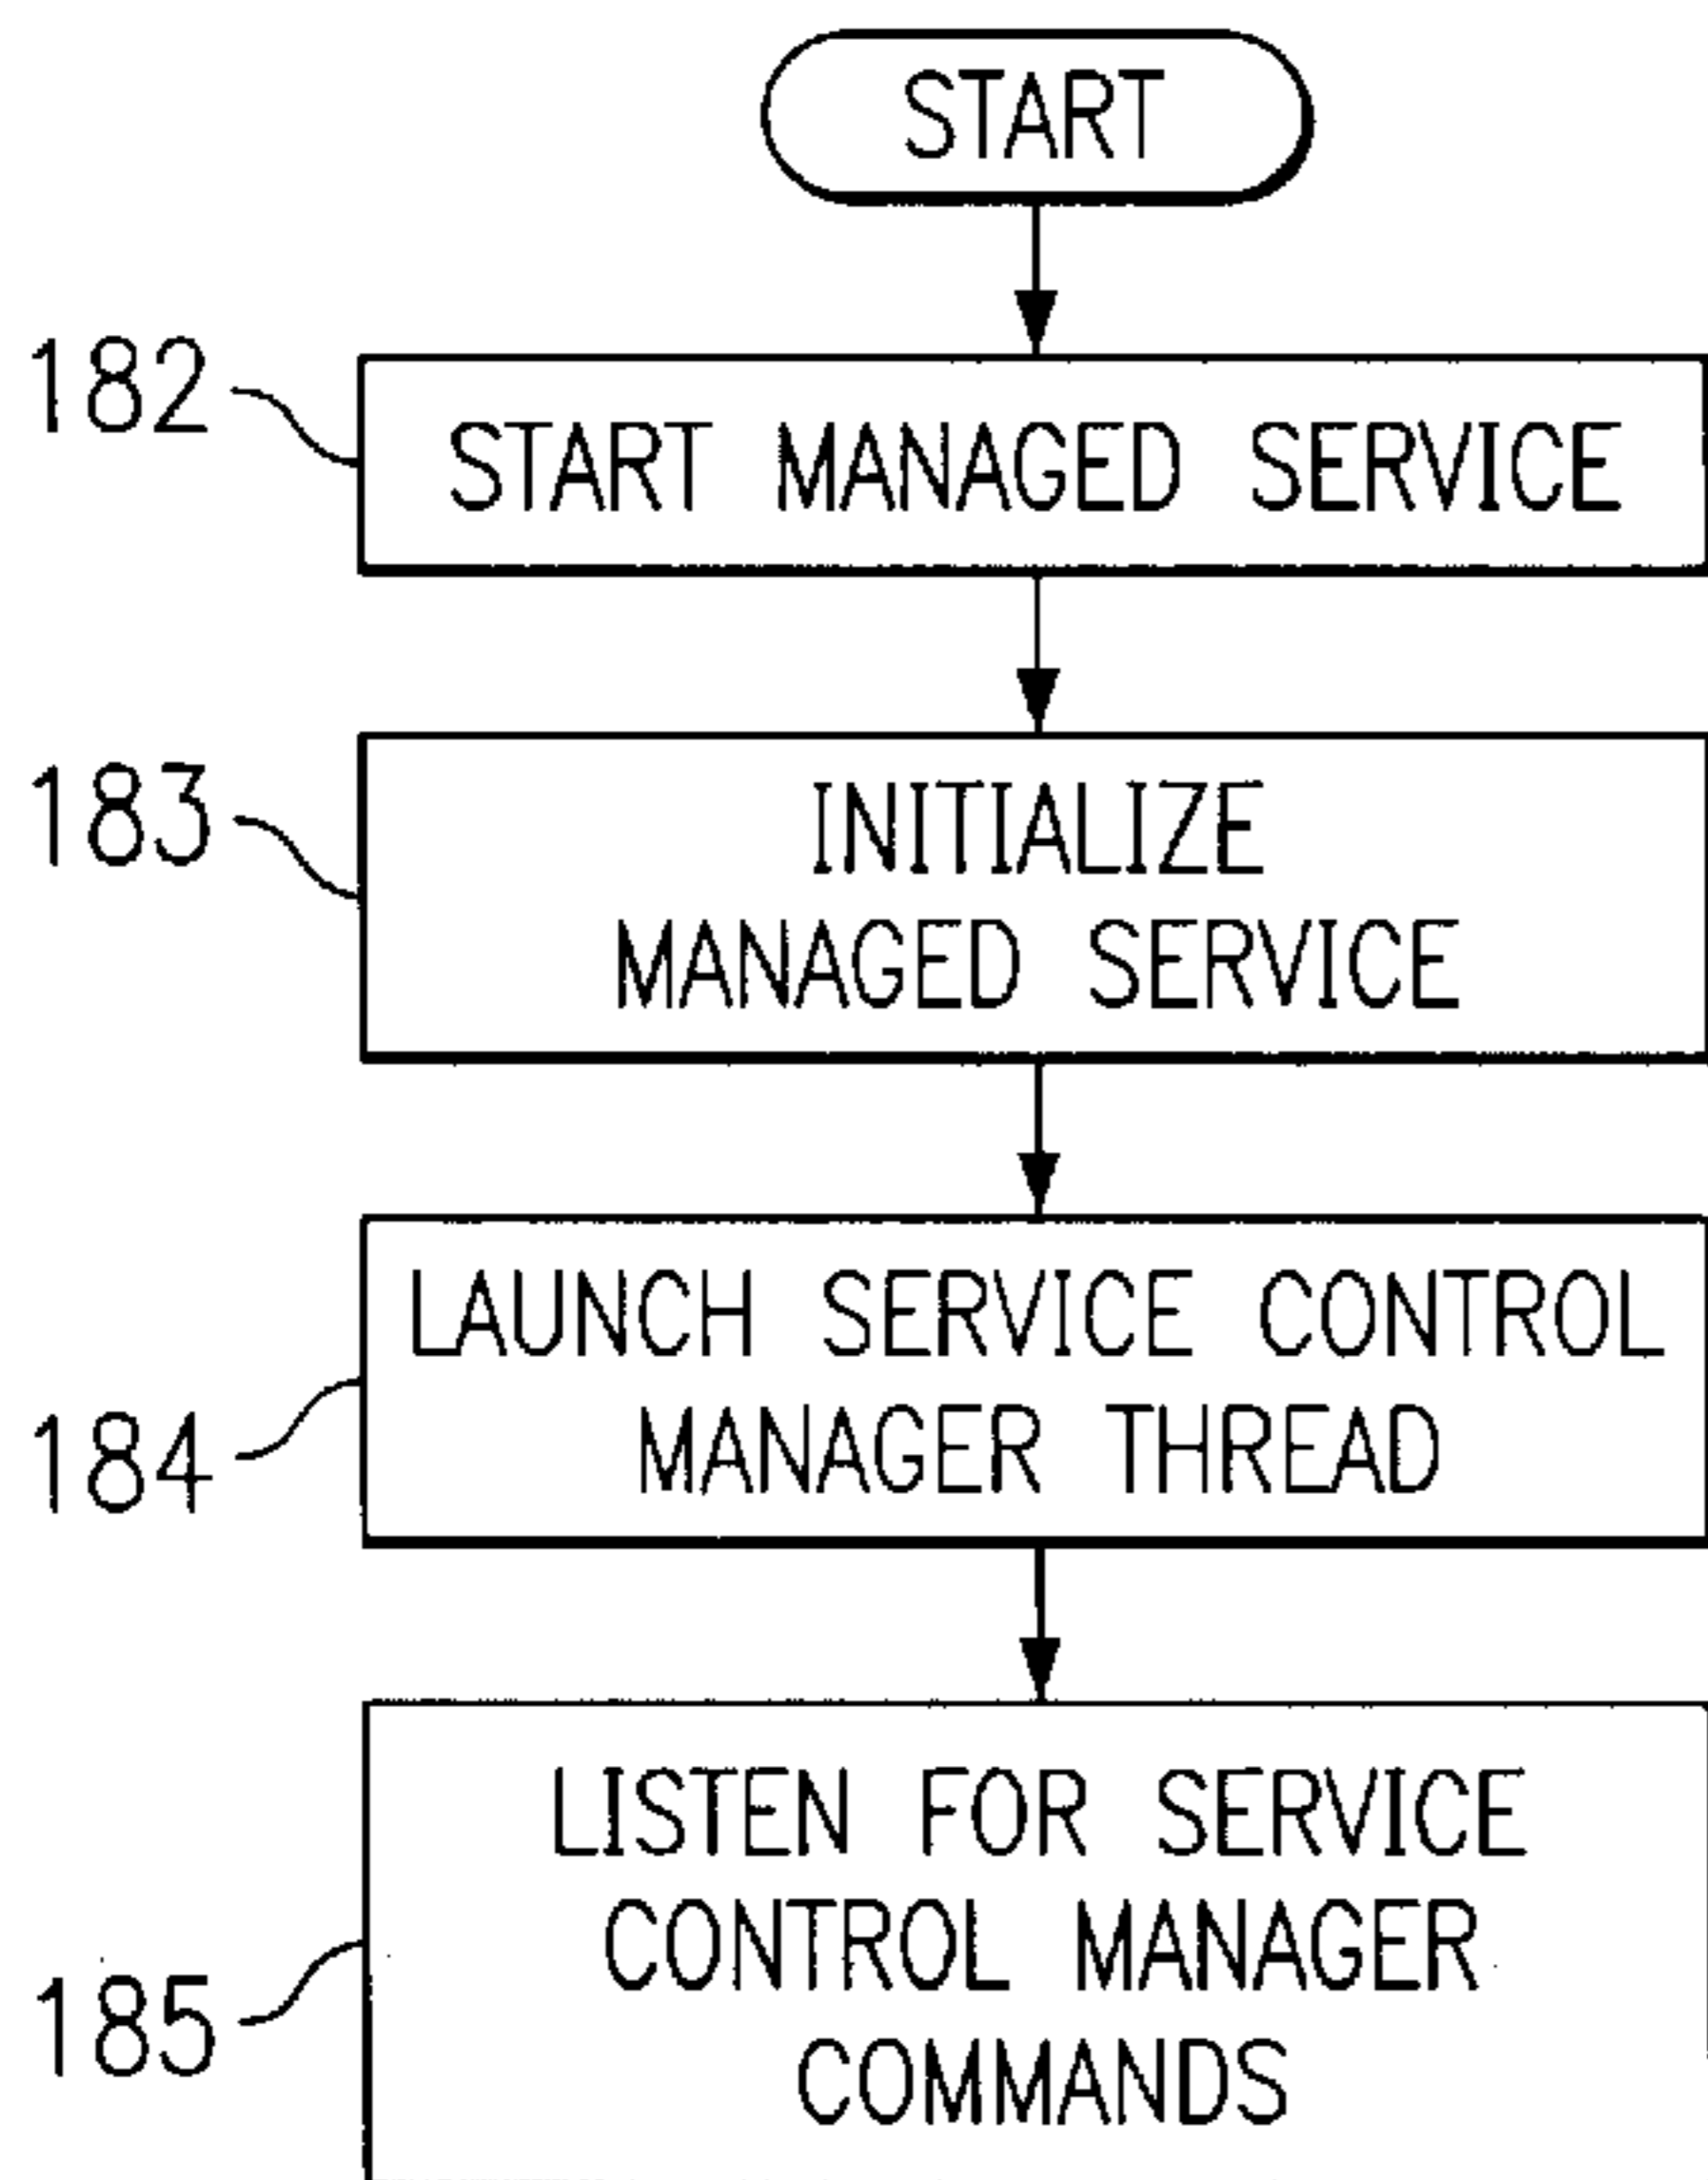 START
182
START MANAGED SERVICE
183
INITIALIZE
MANAGED SERVICE
LAUNCH SERVICE CONTROL
MANAGER THREAD
184
LISTEN FOR SERVICE
CONTROL MANAGER
COMMANDS
185